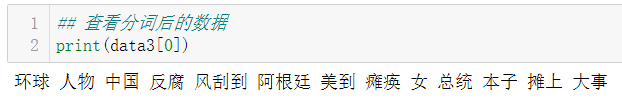 1 ## 查看分词后的数据
2 print(data3[0])
环球 人物 中国 反腐 风刮到 阿根廷 美到 瘫痪 女 总统 本子 摊上 大事